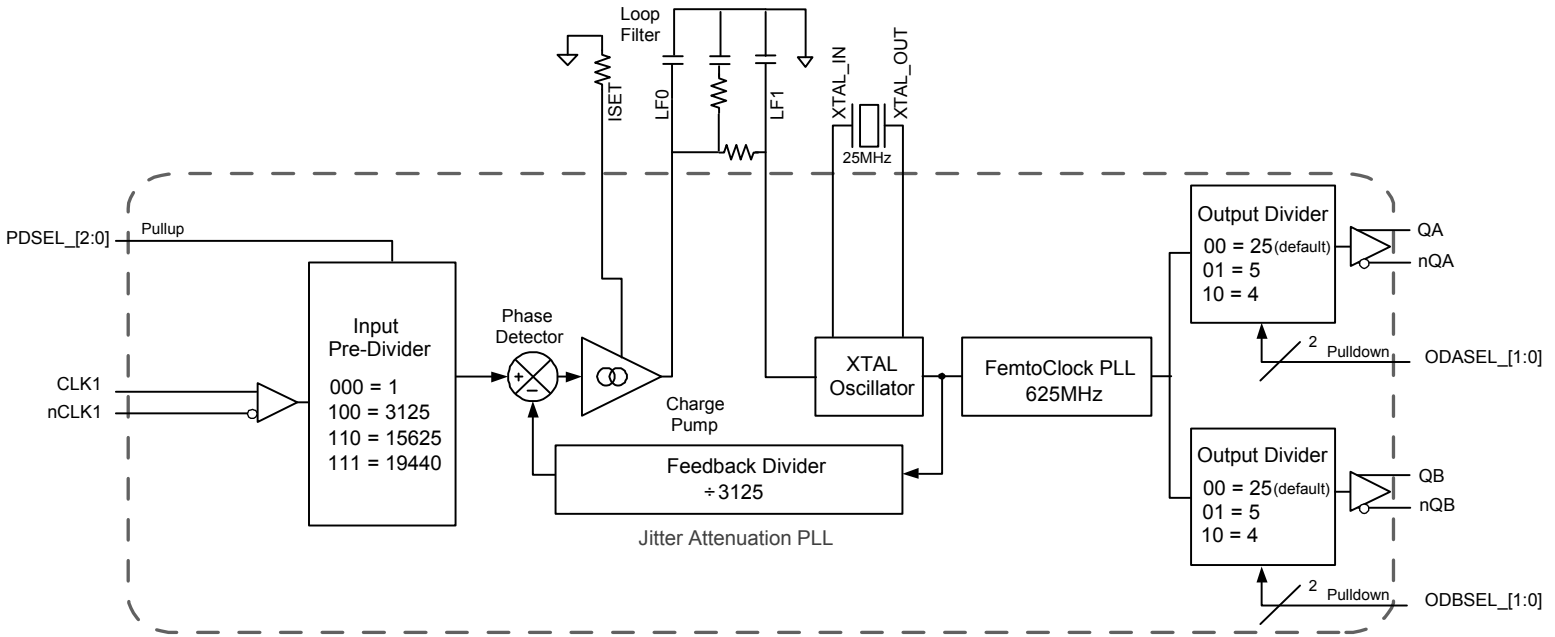 Loop
Filter
ISET
LF0
LF1
XTAL_IN
XTAL_OUT
25MHz
PDSEL_[2:0]
Pullup
CLK1
nCLK1
Input
Pre-Divider
000 = 1
100 = 3125
110 = 15625
111 = 19440
Phase
Detector
+
−
Charge
Pump
Feedback Divider
÷3125
Jitter Attenuation PLL
XTAL
Oscillator
FemtoClock PLL
625MHz
Output Divider
00 = 25(default)
01 = 5
10 = 4
QA
nQA
2
Pulldown
ODASEL_[1:0]
Output Divider
00 = 25(default)
01 = 5
10 = 4
QB
nQB
2
Pulldown
ODBSEL_[1:0]